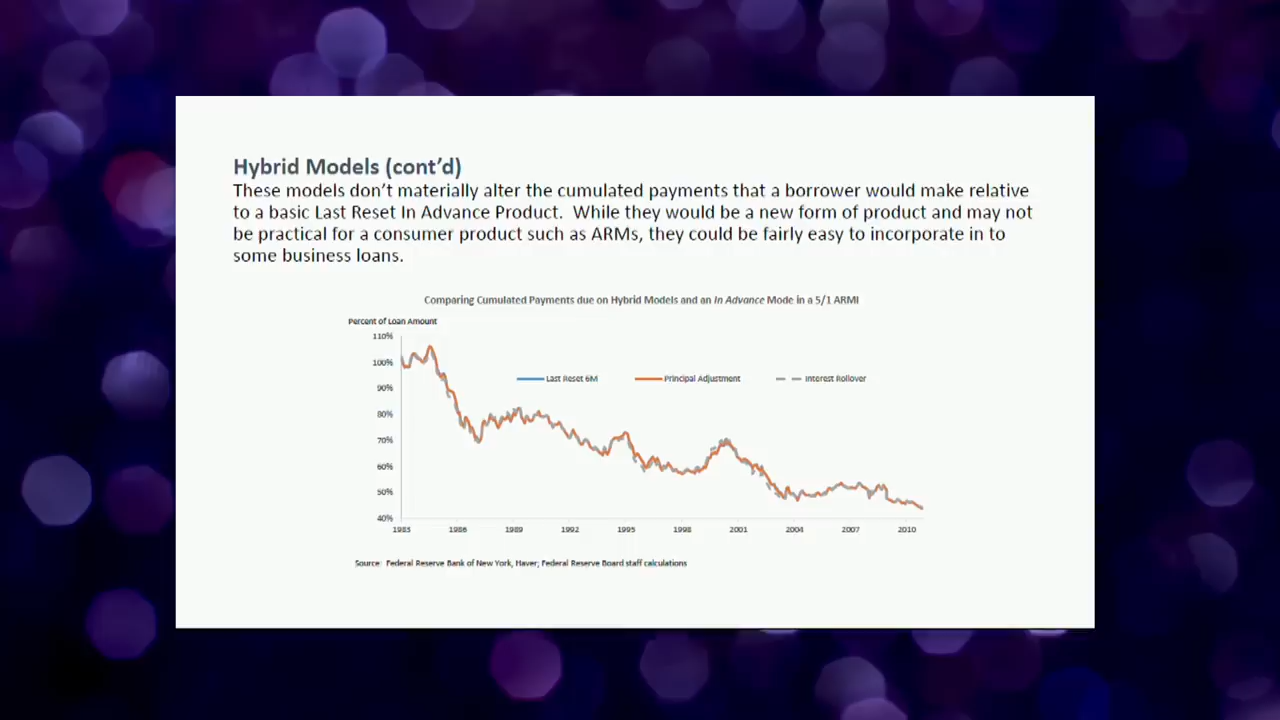 Hybrid Models (cont’d)
These models don’t materially alter the cumulated payments that a borrower would make relative
to a basic Last Reset In Advance Product.  While they would be a new form of product and may not
be practical for a consumer product such as ARMs, they could be fairly easy to incorporate in to
some business loans.
Comparing Cumulated Payments due on Hybrid Models and an In Advance Mode in a 5/1 ARMI
Percent of Loan Amount
110%
100%
90%
80%
70%
60%
50%
40%
Last Reset 6M
Principal Adjustment
Interest Rollover
1983 1986 1989 1992 1995 1998 2001 2004 2007 2010
Source:  Federal Reserve Bank of New York, Haver; Federal Reserve Board staff calculations